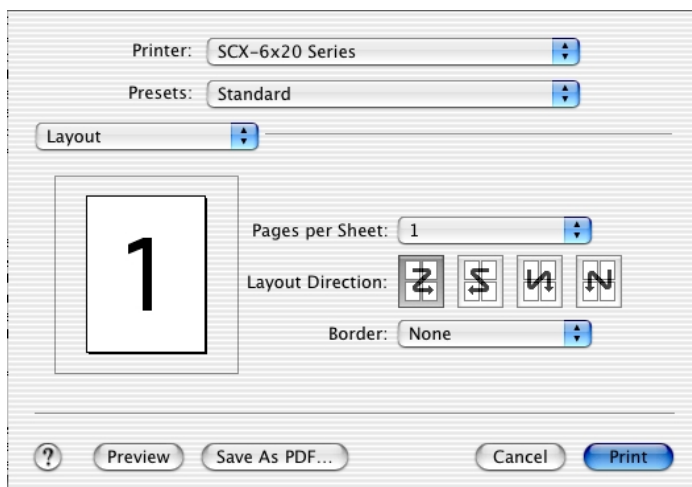 Printer: SCX-6x20 Series
Presets: Standard
Layout
1
Pages per Sheet: 1
Layout Direction:
Border: None
? Preview Save As PDF... Cancel Print